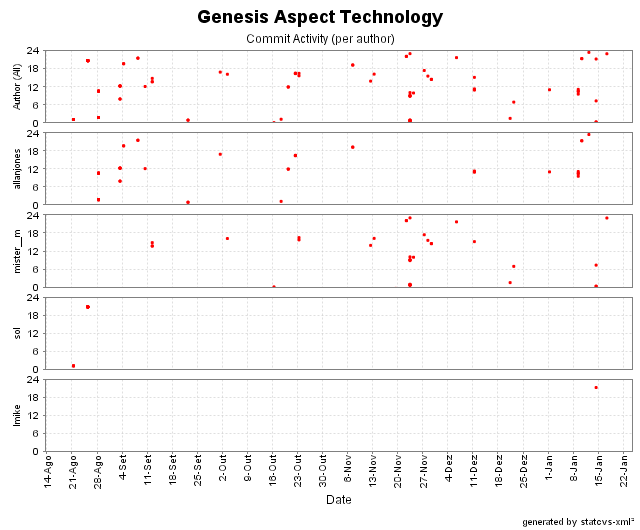 Genesis Aspect Technology
Commit Activity (per author)
Author (All)
24
18
12
6
0
allanjones
24
18
12
6
0
mister__m
24
18
12
6
0
sol
24
18
12
6
0
lmike
24
18
12
6
0
14-Ago
21-Ago
28-Ago
4-Set
11-Set
18-Set
25-Set
2-Out
9-Out
16-Out
23-Out
30-Out
6-Nov
13-Nov
20-Nov
27-Nov
4-Dez
11-Dez
18-Dez
25-Dez
1-Jan
8-Jan
15-Jan
22-Jan
Date
generated by statcvs-xml²